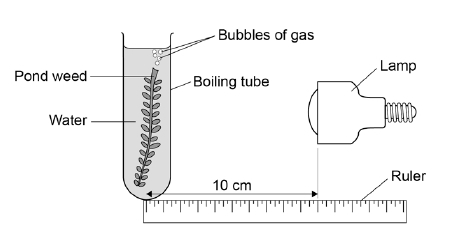 Bubbles of gas
Lamp
Pond weed
Boiling tube
Water
10 cm
Ruler